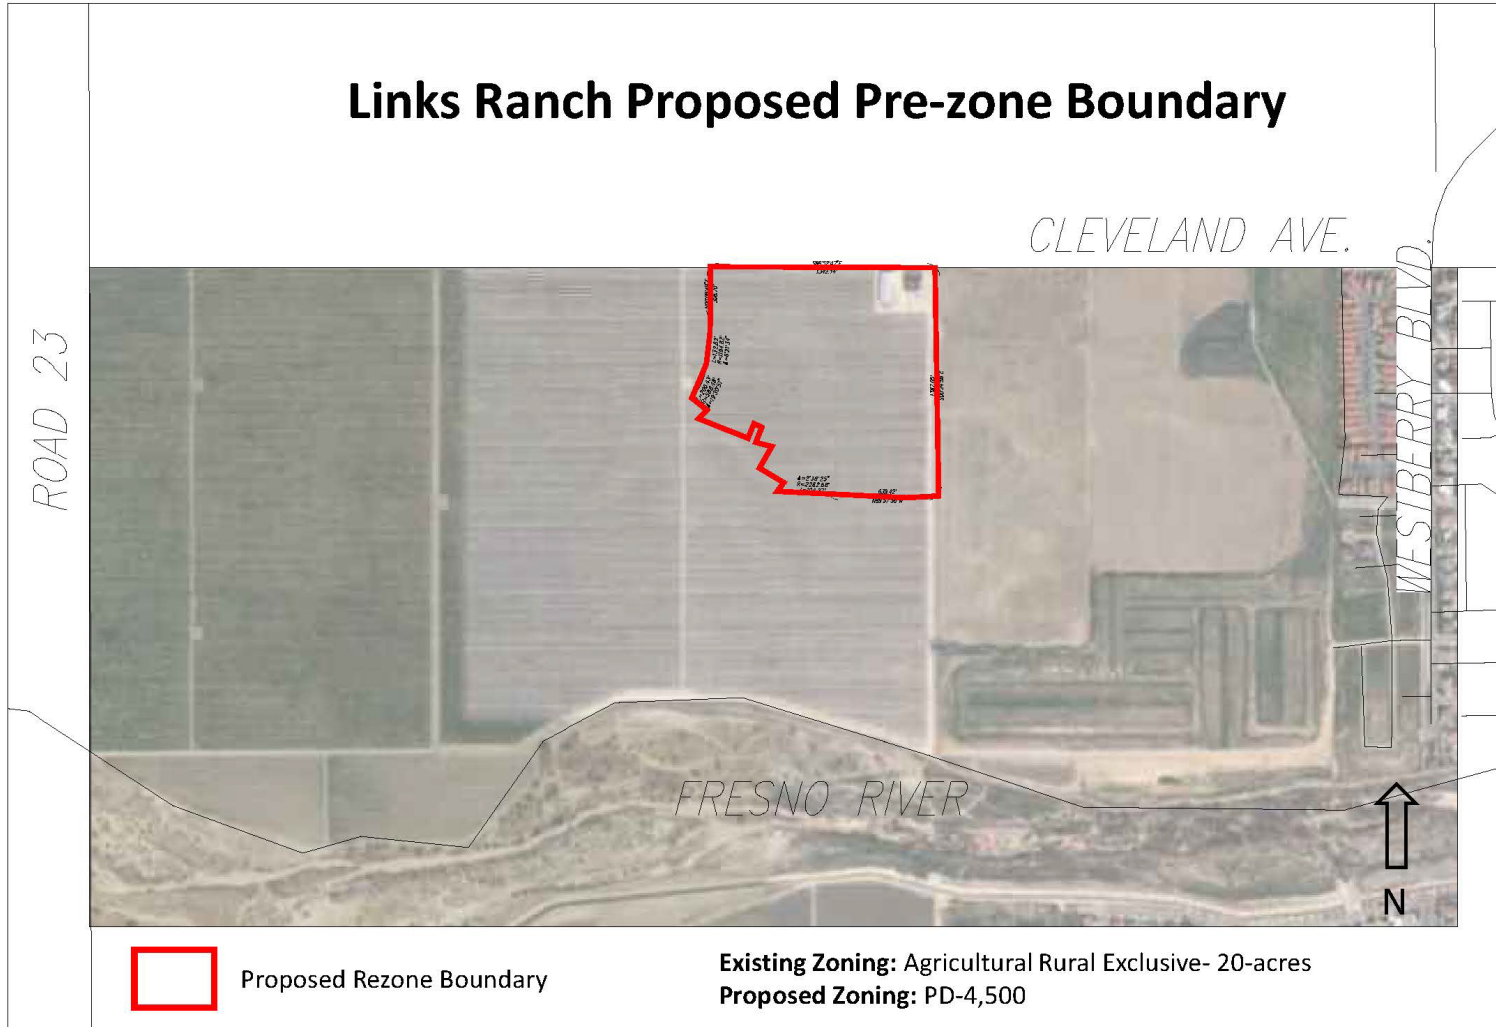 Links Ranch Proposed Pre-zone Boundary
CLEVELAND AVE.
WESTBERRY BLVD.
ROAD 23
FRESNO RIVER
N
Proposed Rezone Boundary
Existing Zoning: Agricultural Rural Exclusive- 20-acres
Proposed Zoning: PD-4,500